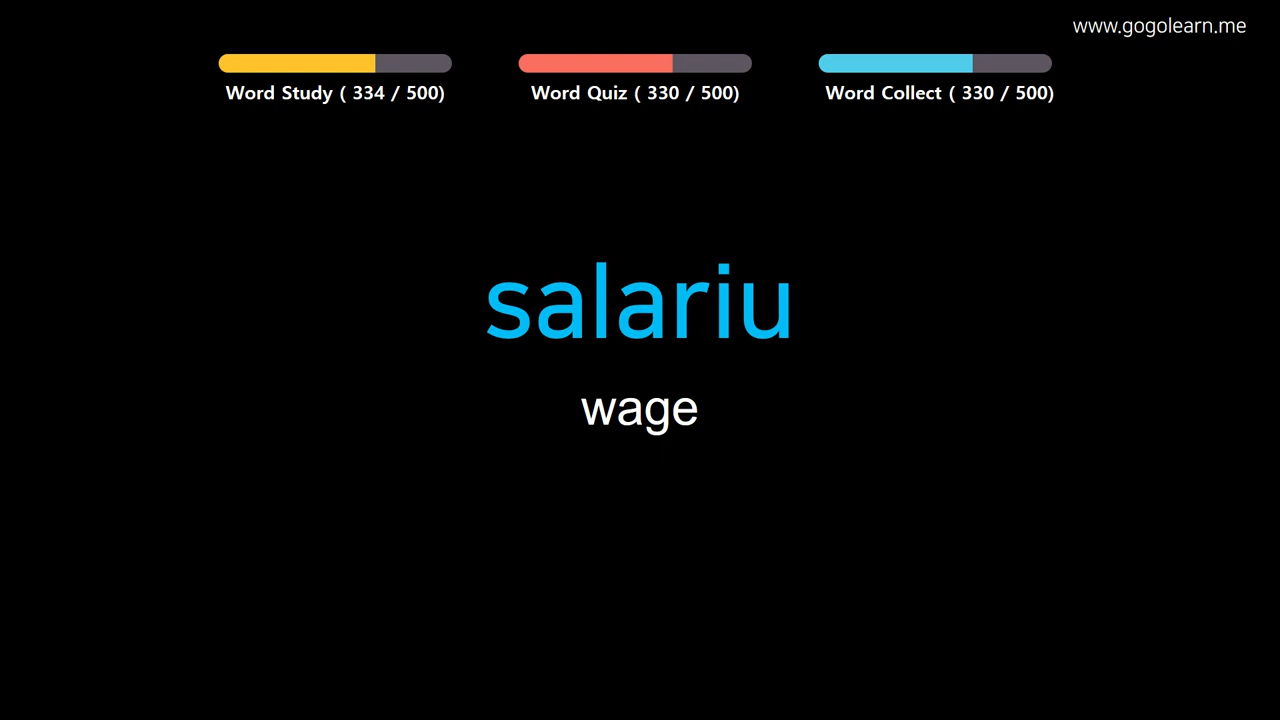 www.gogolearn.me
Word Study ( 334 / 500)
Word Quiz ( 330 / 500)
Word Collect ( 330 / 500)
salariu
wage